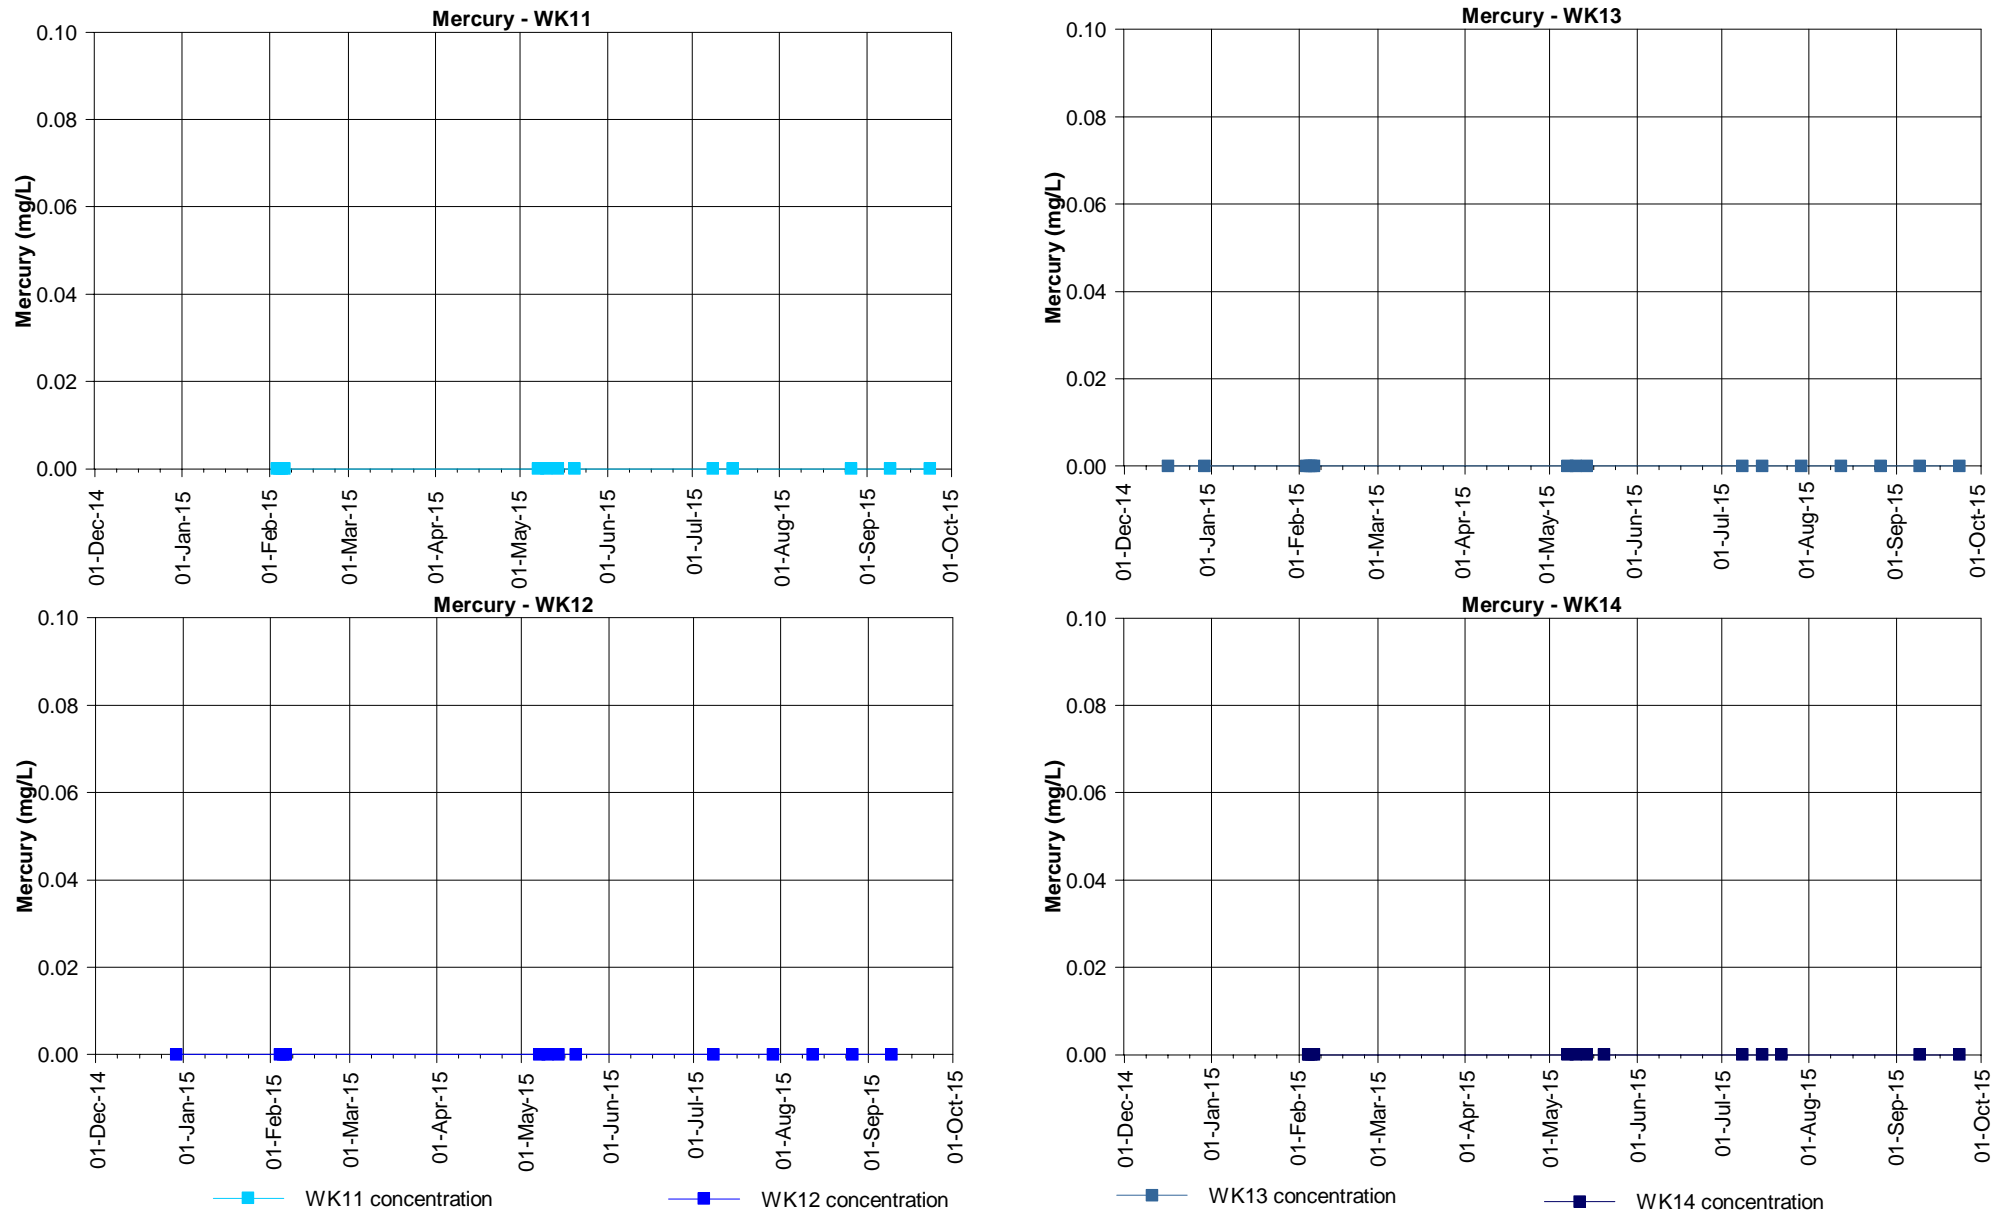 Mercury - WK11
Mercury (mg/L)
0.10
0.08
0.06
0.04
0.02
0.00
01-Dec-14
01-Jan-15
01-Feb-15
01-Mar-15
01-Apr-15
01-May-15
01-Jun-15
01-Jul-15
01-Aug-15
01-Sep-15
01-Oct-15
Mercury - WK13
Mercury (mg/L)
0.10
0.08
0.06
0.04
0.02
0.00
01-Dec-14
01-Jan-15
01-Feb-15
01-Mar-15
01-Apr-15
01-May-15
01-Jun-15
01-Jul-15
01-Aug-15
01-Sep-15
01-Oct-15
Mercury - WK12
Mercury (mg/L)
0.10
0.08
0.06
0.04
0.02
0.00
01-Dec-14
01-Jan-15
01-Feb-15
01-Mar-15
01-Apr-15
01-May-15
01-Jun-15
01-Jul-15
01-Aug-15
01-Sep-15
01-Oct-15
Mercury - WK14
Mercury (mg/L)
0.10
0.08
0.06
0.04
0.02
0.00
01-Dec-14
01-Jan-15
01-Feb-15
01-Mar-15
01-Apr-15
01-May-15
01-Jun-15
01-Jul-15
01-Aug-15
01-Sep-15
01-Oct-15
WK11 concentration
WK12 concentration
WK13 concentration
WK14 concentration